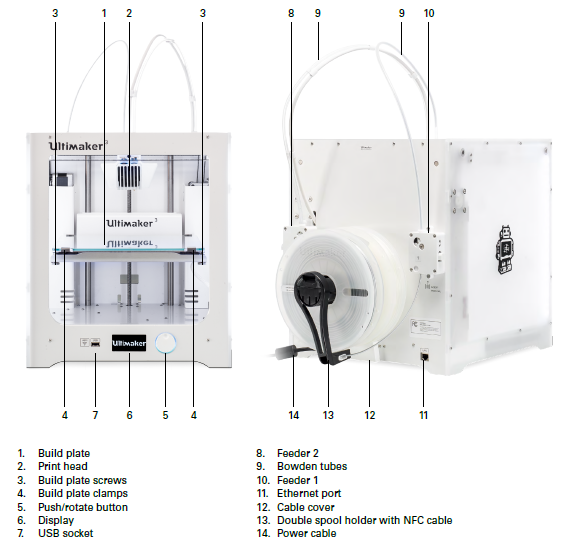 3 1 2 3 8 9 9 10
Ultimaker³
Ultimaker³
Ultimaker
4 7 6 5 4 14 13 12 11
1. Build plate
2. Print head
3. Build plate screws
4. Build plate clamps
5. Push/rotate button
6. Display
7. USB socket
8. Feeder 2
9. Bowden tubes
10. Feeder 1
11. Ethernet port
12. Cable cover
13. Double spool holder with NFC cable
14. Power cable